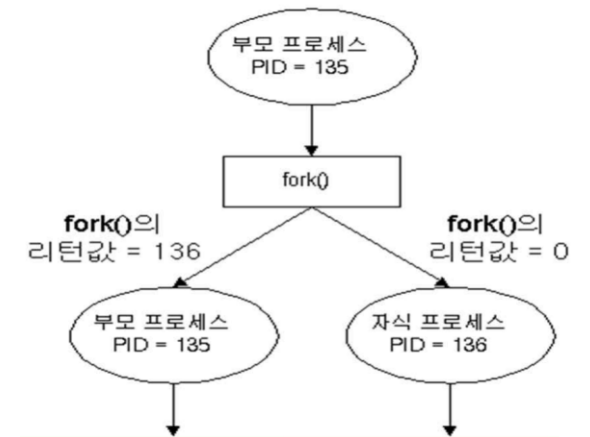 부모 프로세스
PID = 135
fork()
fork()의
리턴값 = 136
fork()의
리턴값 = 0
부모 프로세스
PID = 135
자식 프로세스
PID = 136